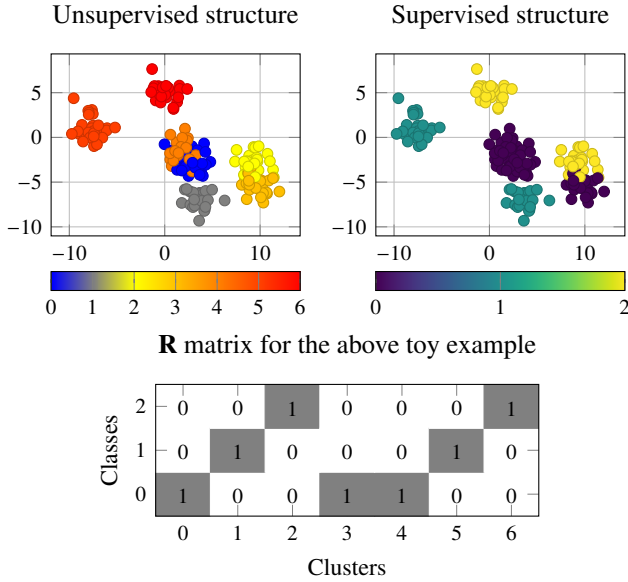 Unsupervised structure Supervised structure
5 5
0 0
−5 −5
−10 −10
−10 0 10 −10 0 10
0 1 2 3 4 5 6 0 1 2
R matrix for the above toy example
Classes
2 0 0 1 0 0 0 1
1 0 1 0 0 0 1 0
0 1 0 0 1 1 0 0
0 1 2 3 4 5 6
Clusters